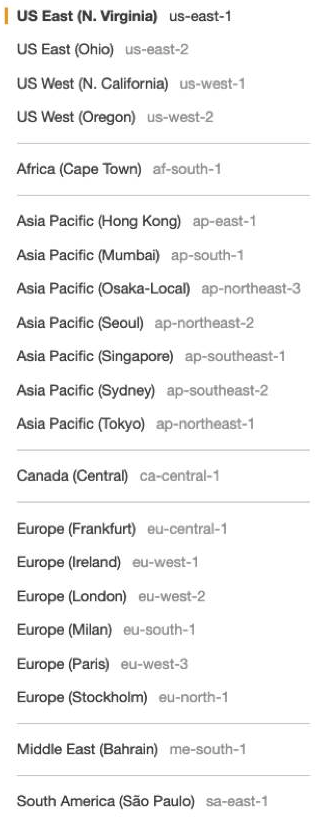 US East (N. Virginia) us-east-1
US East (Ohio) us-east-2
US West (N. California) us-west-1
US West (Oregon) us-west-2
Africa (Cape Town) af-south-1
Asia Pacific (Hong Kong) ap-east-1
Asia Pacific (Mumbai) ap-south-1
Asia Pacific (Osaka-Local) ap-northeast-3
Asia Pacific (Seoul) ap-northeast-2
Asia Pacific (Singapore) ap-southeast-1
Asia Pacific (Sydney) ap-southeast-2
Asia Pacific (Tokyo) ap-northeast-1
Canada (Central) ca-central-1
Europe (Frankfurt) eu-central-1
Europe (Ireland) eu-west-1
Europe (London) eu-west-2
Europe (Milan) eu-south-1
Europe (Paris) eu-west-3
Europe (Stockholm) eu-north-1
Middle East (Bahrain) me-south-1
South America (São Paulo) sa-east-1